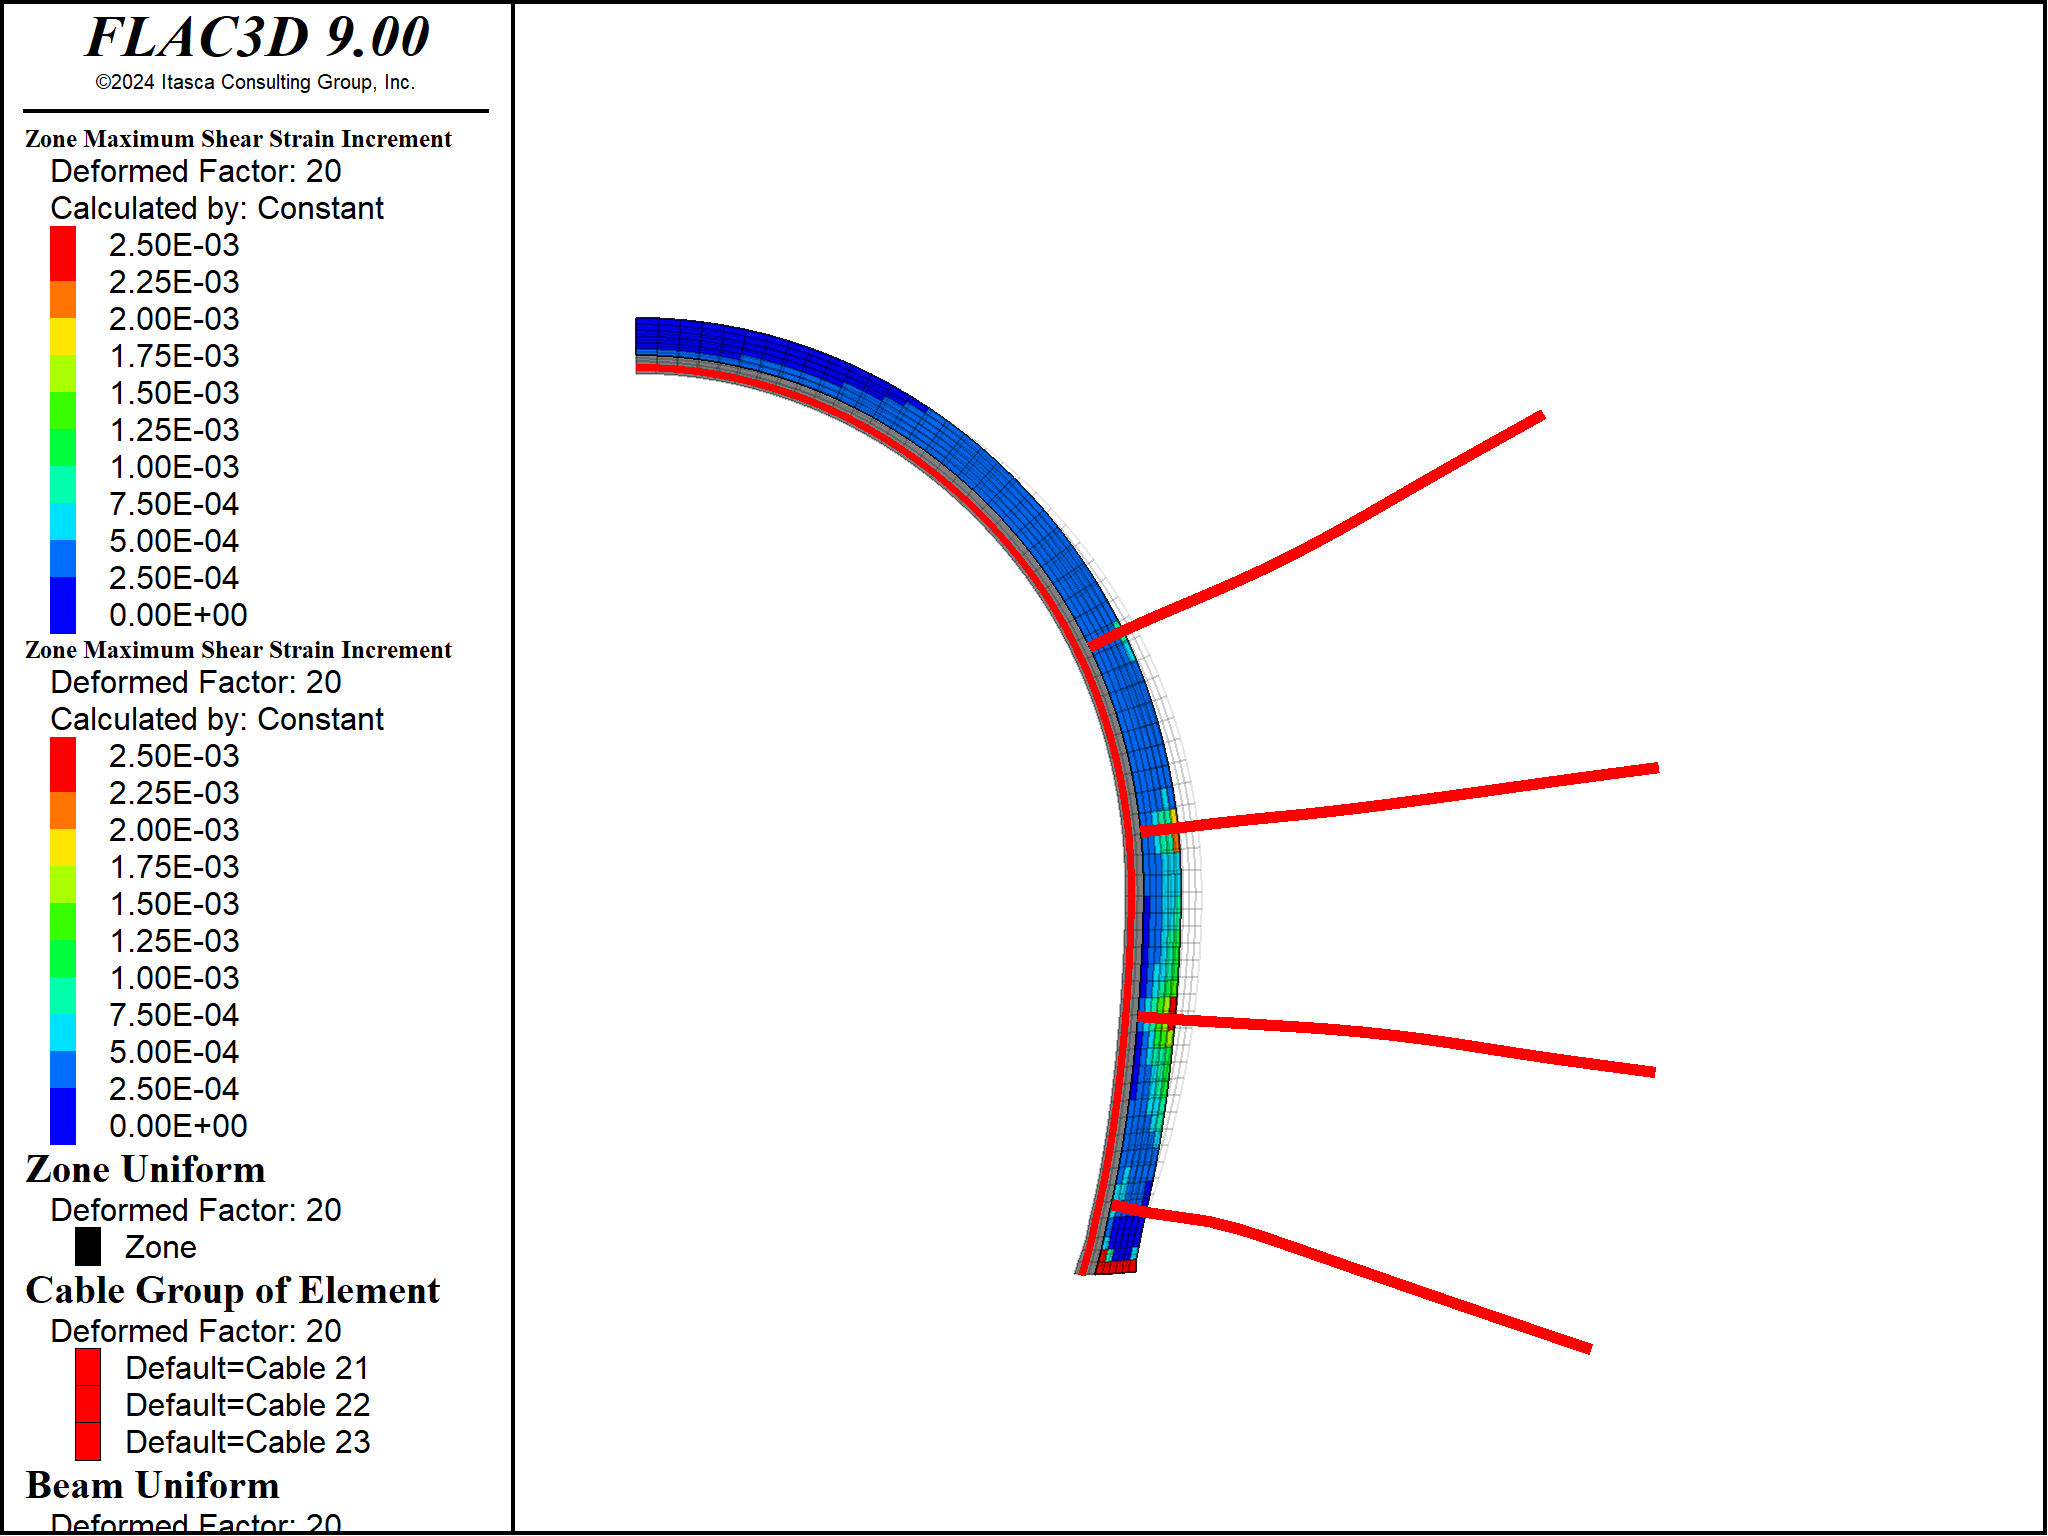 FLAC3D 9.00
©2024 Itasca Consulting Group, Inc.
Zone Maximum Shear Strain Increment
Deformed Factor: 20
Calculated by: Constant
2.50E-03
2.25E-03
2.00E-03
1.75E-03
1.50E-03
1.25E-03
1.00E-03
7.50E-04
5.00E-04
2.50E-04
0.00E+00
Zone Maximum Shear Strain Increment
Deformed Factor: 20
Calculated by: Constant
2.50E-03
2.25E-03
2.00E-03
1.75E-03
1.50E-03
1.25E-03
1.00E-03
7.50E-04
5.00E-04
2.50E-04
0.00E+00
Zone Uniform
Deformed Factor: 20
Zone
Cable Group of Element
Deformed Factor: 20
Default=Cable 21
Default=Cable 22
Default=Cable 23
Beam Uniform
Deformed Factor: 20